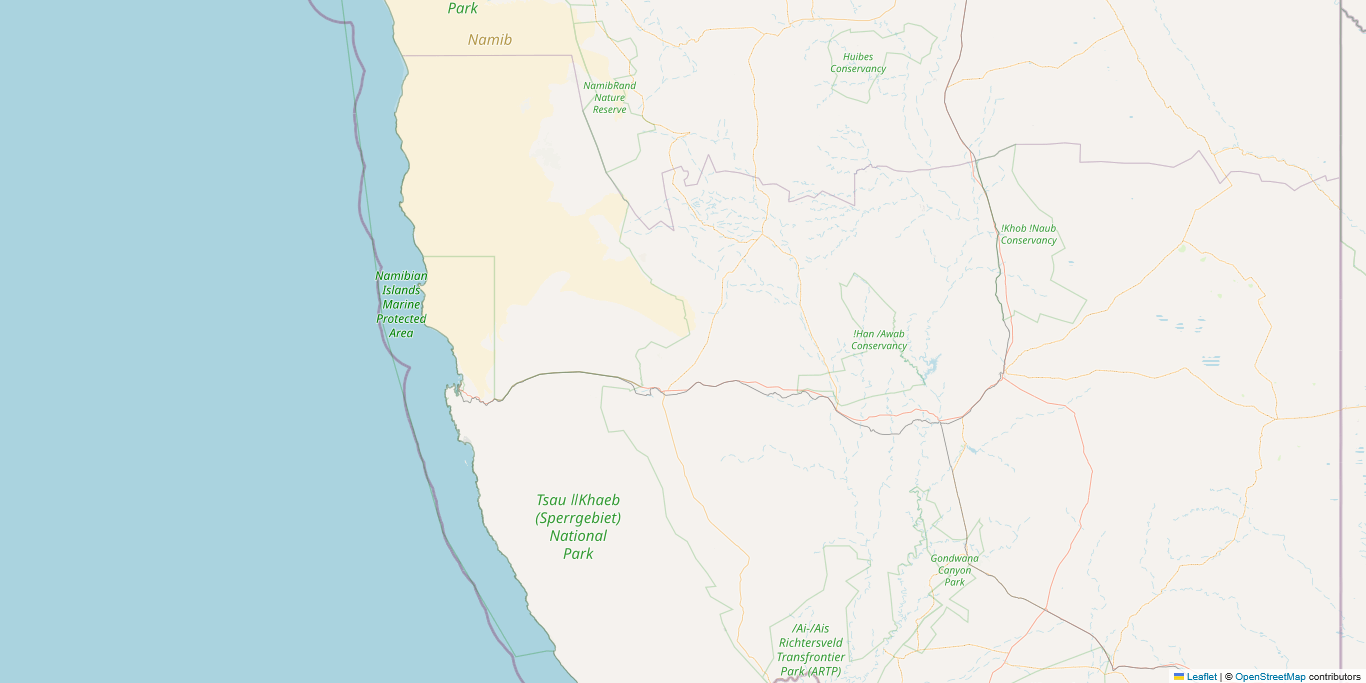 Park
Namib
Huibes
Conservancy
NamibRand
Nature
Reserve
!Khob !Naub
Conservancy
Namibian
Islands
Marine
Protected
Area
!Han /Awab
Conservancy
Tsau ǁKhaeb
(Sperrgebiet)
National
Park
Gondwana
Canyon
Park
/Ai-/Ais
Richtersveld
Transfrontier
Park (ARTP)
Leaflet | © OpenStreetMap contributors